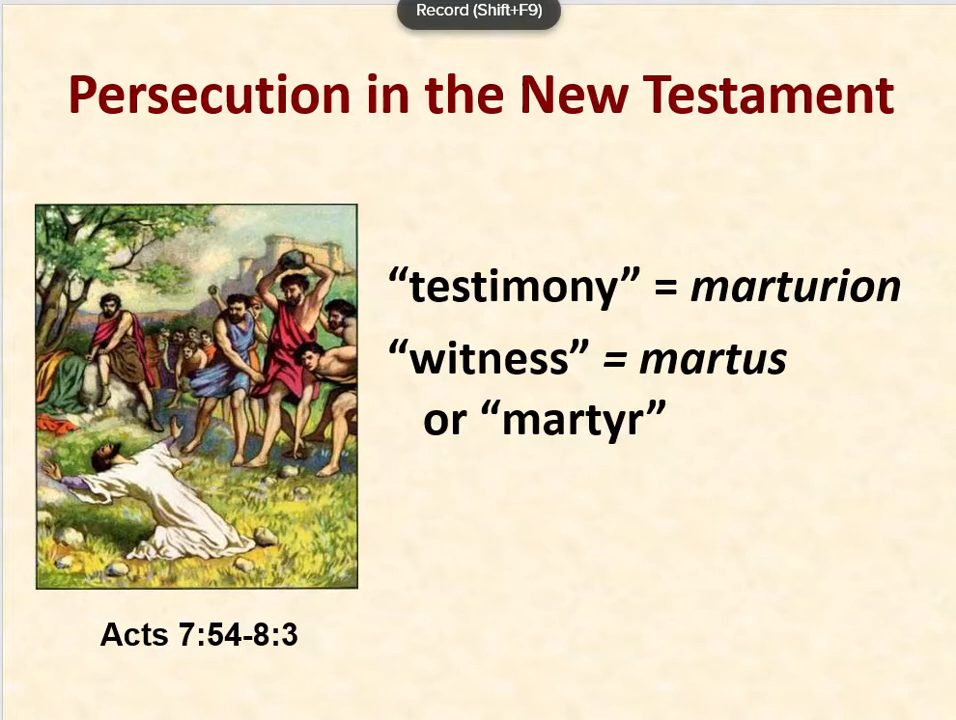 Record (Shift+F9)
Persecution in the New Testament
“testimony” = marturion
“witness” = martus
or “martyr”
Acts 7:54-8:3